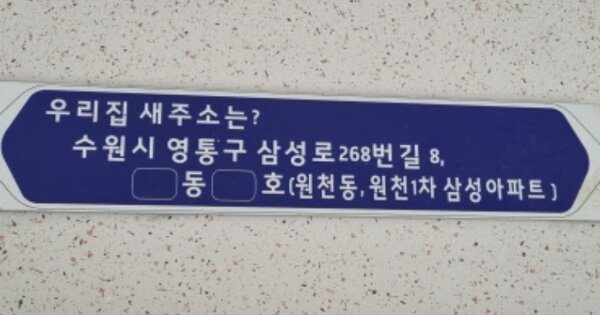 우리집 새주소는?
수원시 영통구 삼성로268번길 8,
동 호(원천동, 원천1차 삼성아파트)